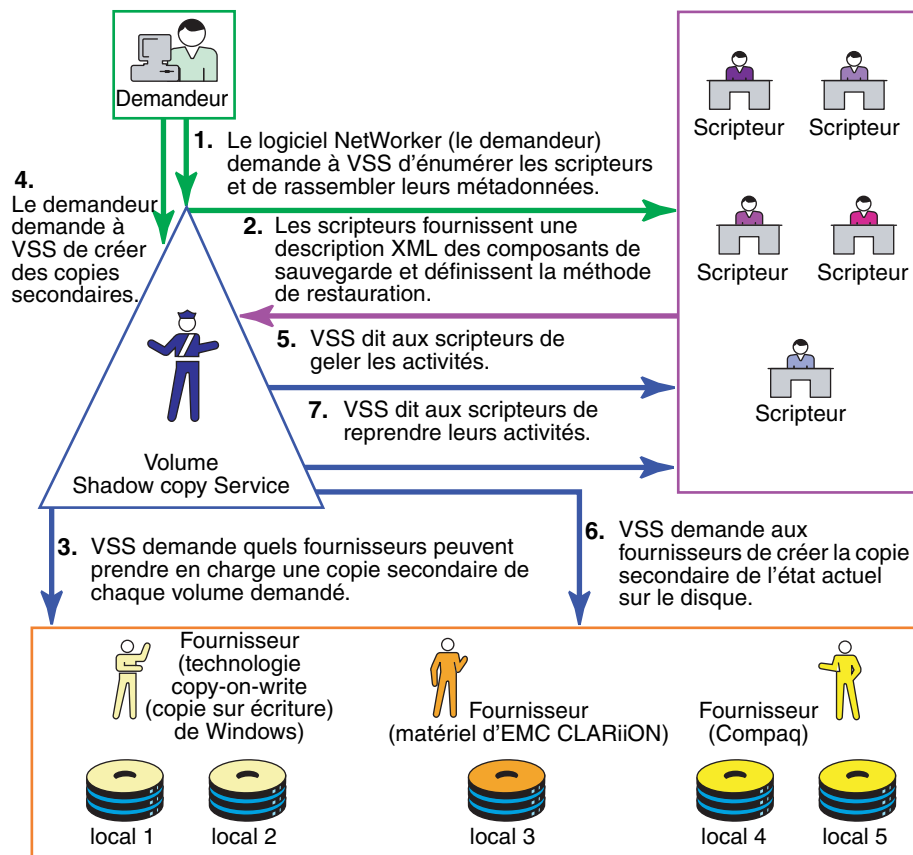 Demandeur
1. Le logiciel NetWorker (le demandeur)
demande à VSS d'énumérer les scripteurs
et de rassembler leurs métadonnées.
4.
Le demandeur
demande à
VSS de créer
des copies
secondaires.
2. Les scripteurs fournissent une
description XML des composants de
sauvegarde et définissent la méthode
de restauration.
5. VSS dit aux scripteurs de
geler les activités.
7. VSS dit aux scripteurs de
reprendre leurs activités.
Scripteur
Scripteur
Scripteur
Scripteur
Scripteur
Volume
Shadow copy Service
3. VSS demande quels fournisseurs peuvent
prendre en charge une copie secondaire de
chaque volume demandé.
6. VSS demande aux
fournisseurs de créer la copie
secondaire de l'état actuel
sur le disque.
Fournisseur
(technologie
copy-on-write
(copie sur écriture)
de Windows)
Fournisseur
(matériel d'EMC CLARiiON)
Fournisseur
(Compaq)
local 1
local 2
local 3
local 4
local 5